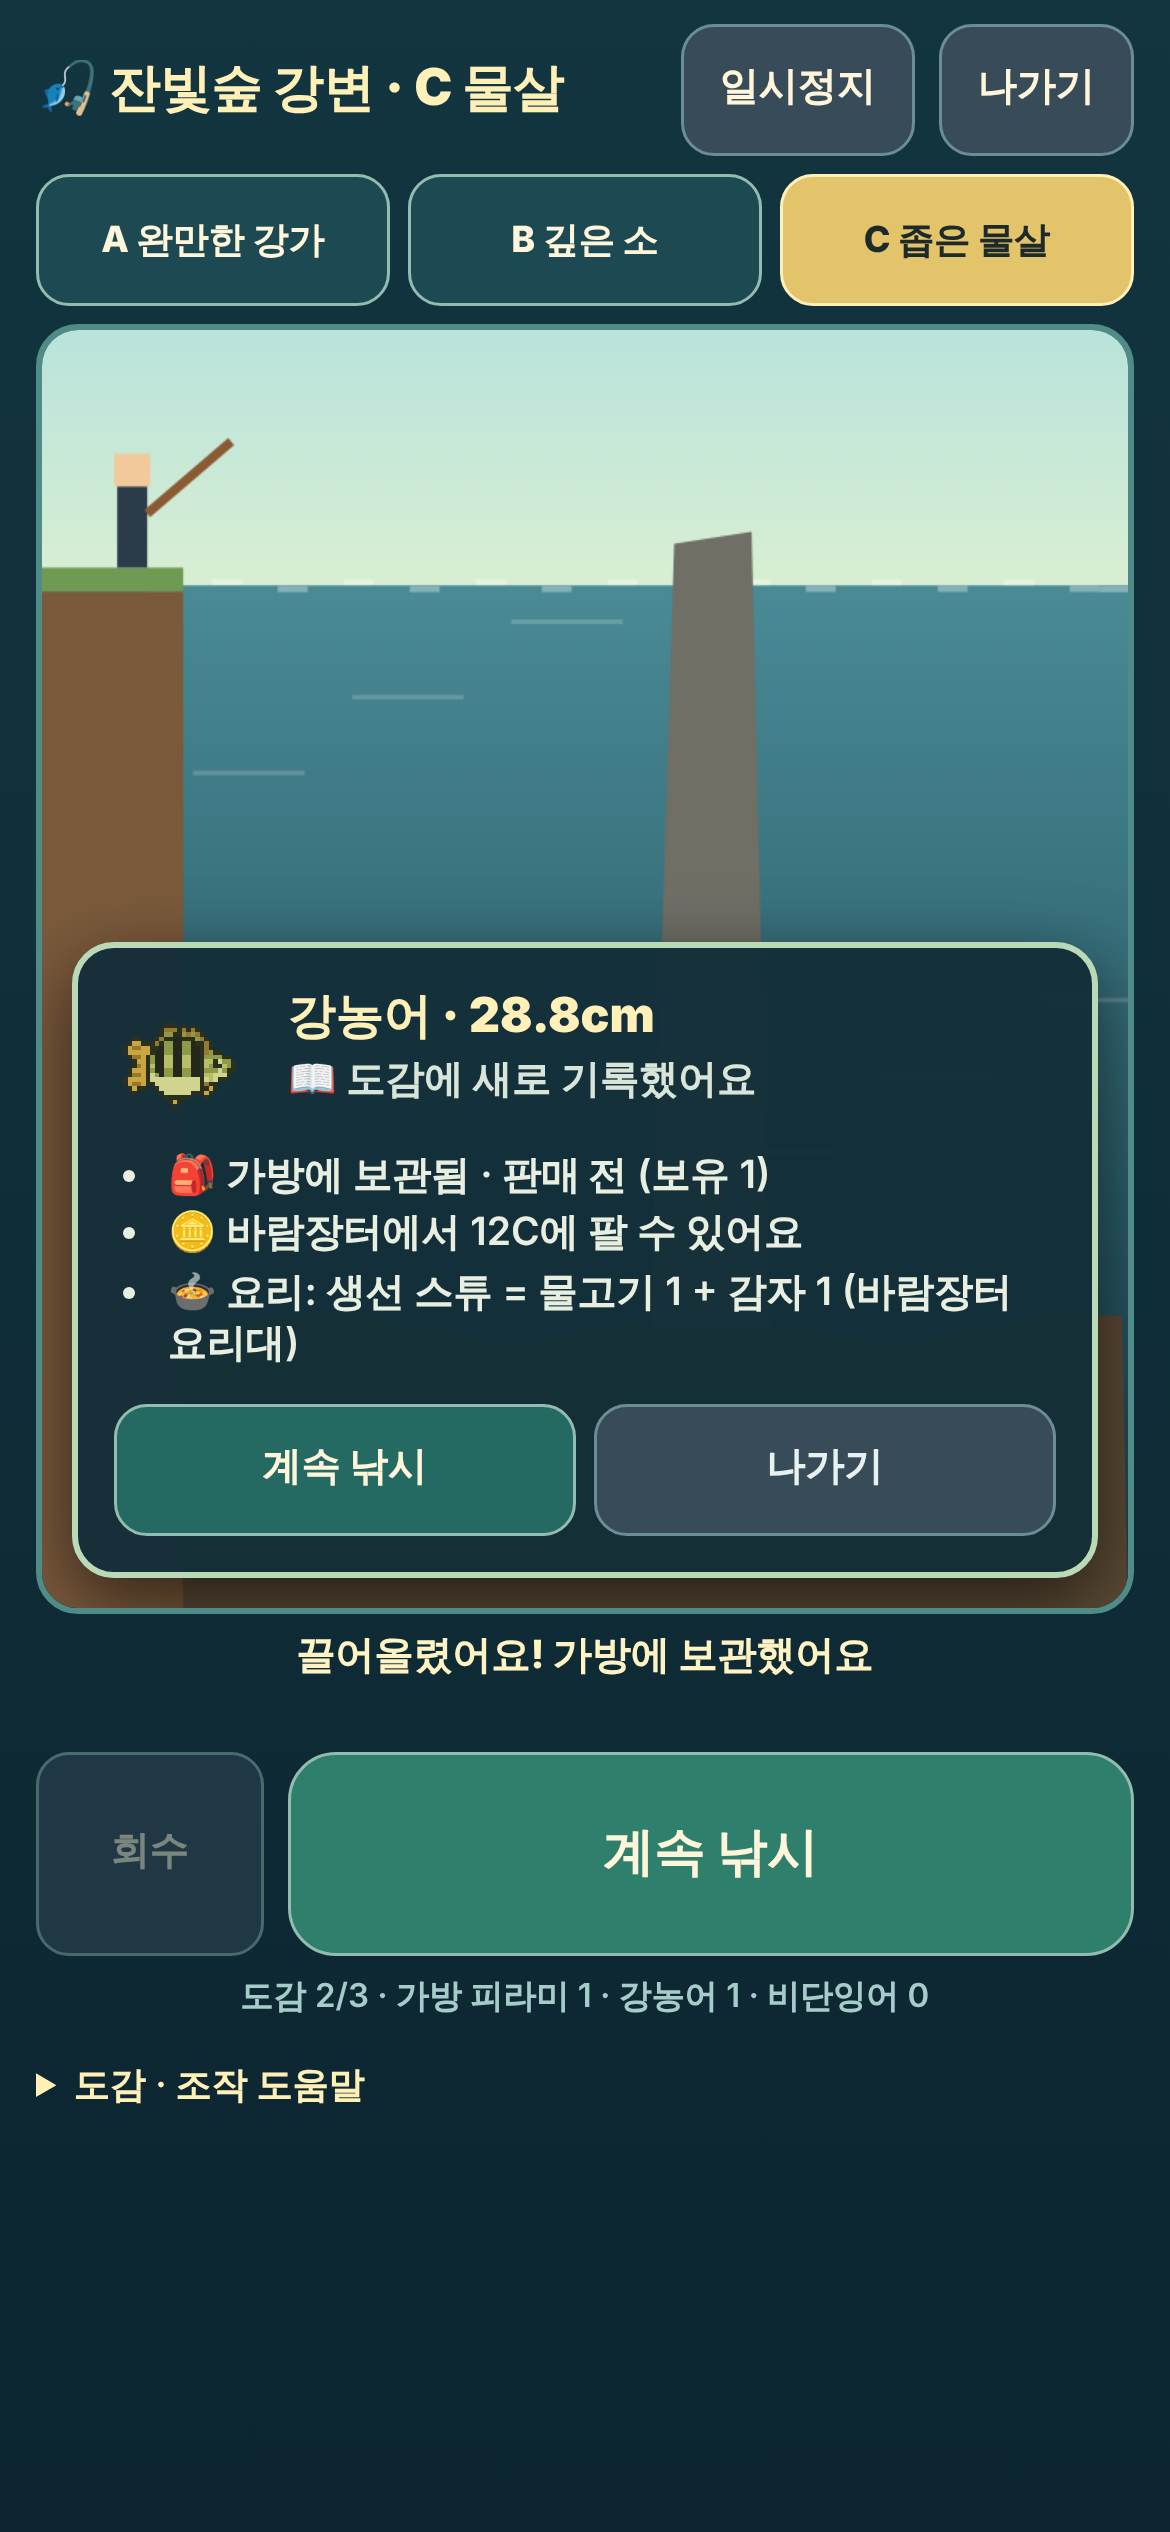 잔빛숲 강변 · C 물살
일시정지
나가기
A 완만한 강가
B 깊은 소
C 좁은 물살
강농어 · 28.8cm
도감에 새로 기록했어요
가방에 보관됨 · 판매 전 (보유 1)
바람장터에서 12C에 팔 수 있어요
요리: 생선 스튜 = 물고기 1 + 감자 1 (바람장터
요리대)
계속 낚시
나가기
끌어올렸어요! 가방에 보관했어요
회수
계속 낚시
도감 2/3 · 가방 피라미 1 · 강농어 1 · 비단잉어 0
도감 · 조작 도움말